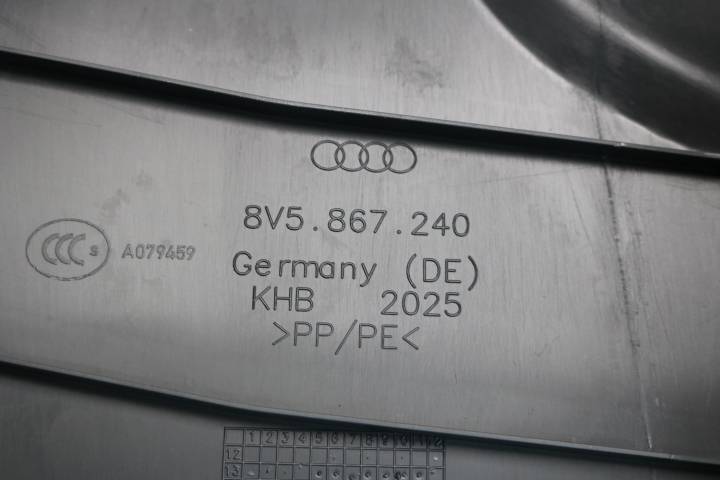 8V5.867.240
CCC S A079459
Germany (DE)
KHB 2025
>PP/PE<
1 2 3 4 5 6 7 8 9 10 11 12
12
13